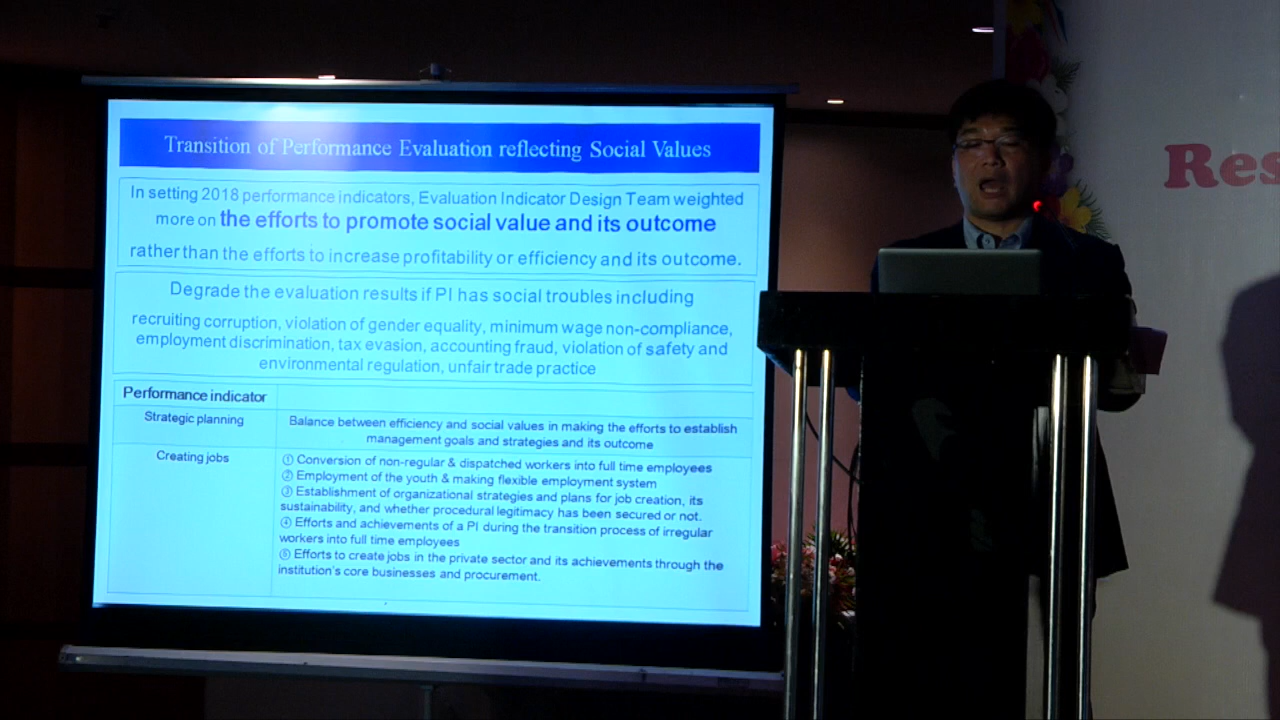 Transition of Performance Evaluation reflecting Social Values
In setting 2018 performance indicators, Evaluation Indicator Design Team weighted
more on the efforts to promote social value and its outcome
rather than the efforts to increase profitability or efficiency and its outcome.
Degrade the evaluation results if PI has social troubles including
recruiting corruption, violation of gender equality, minimum wage non-compliance,
employment discrimination, tax evasion, accounting fraud, violation of safety and
environmental regulation, unfair trade practice
Performance indicator
Strategic planning
Balance between efficiency and social values in making the efforts to establish
management goals and strategies and its outcome
Creating jobs
① Conversion of non-regular & dispatched workers into full time employees
② Employment of the youth & making flexible employment system
③ Establishment of organizational strategies and plans for job creation, its
sustainability, and whether procedural legitimacy has been secured or not.
④ Efforts and achievements of a PI during the transition process of irregular
workers into full time employees
⑤ Efforts to create jobs in the private sector and its achievements through the
institution's core businesses and procurement.
Res